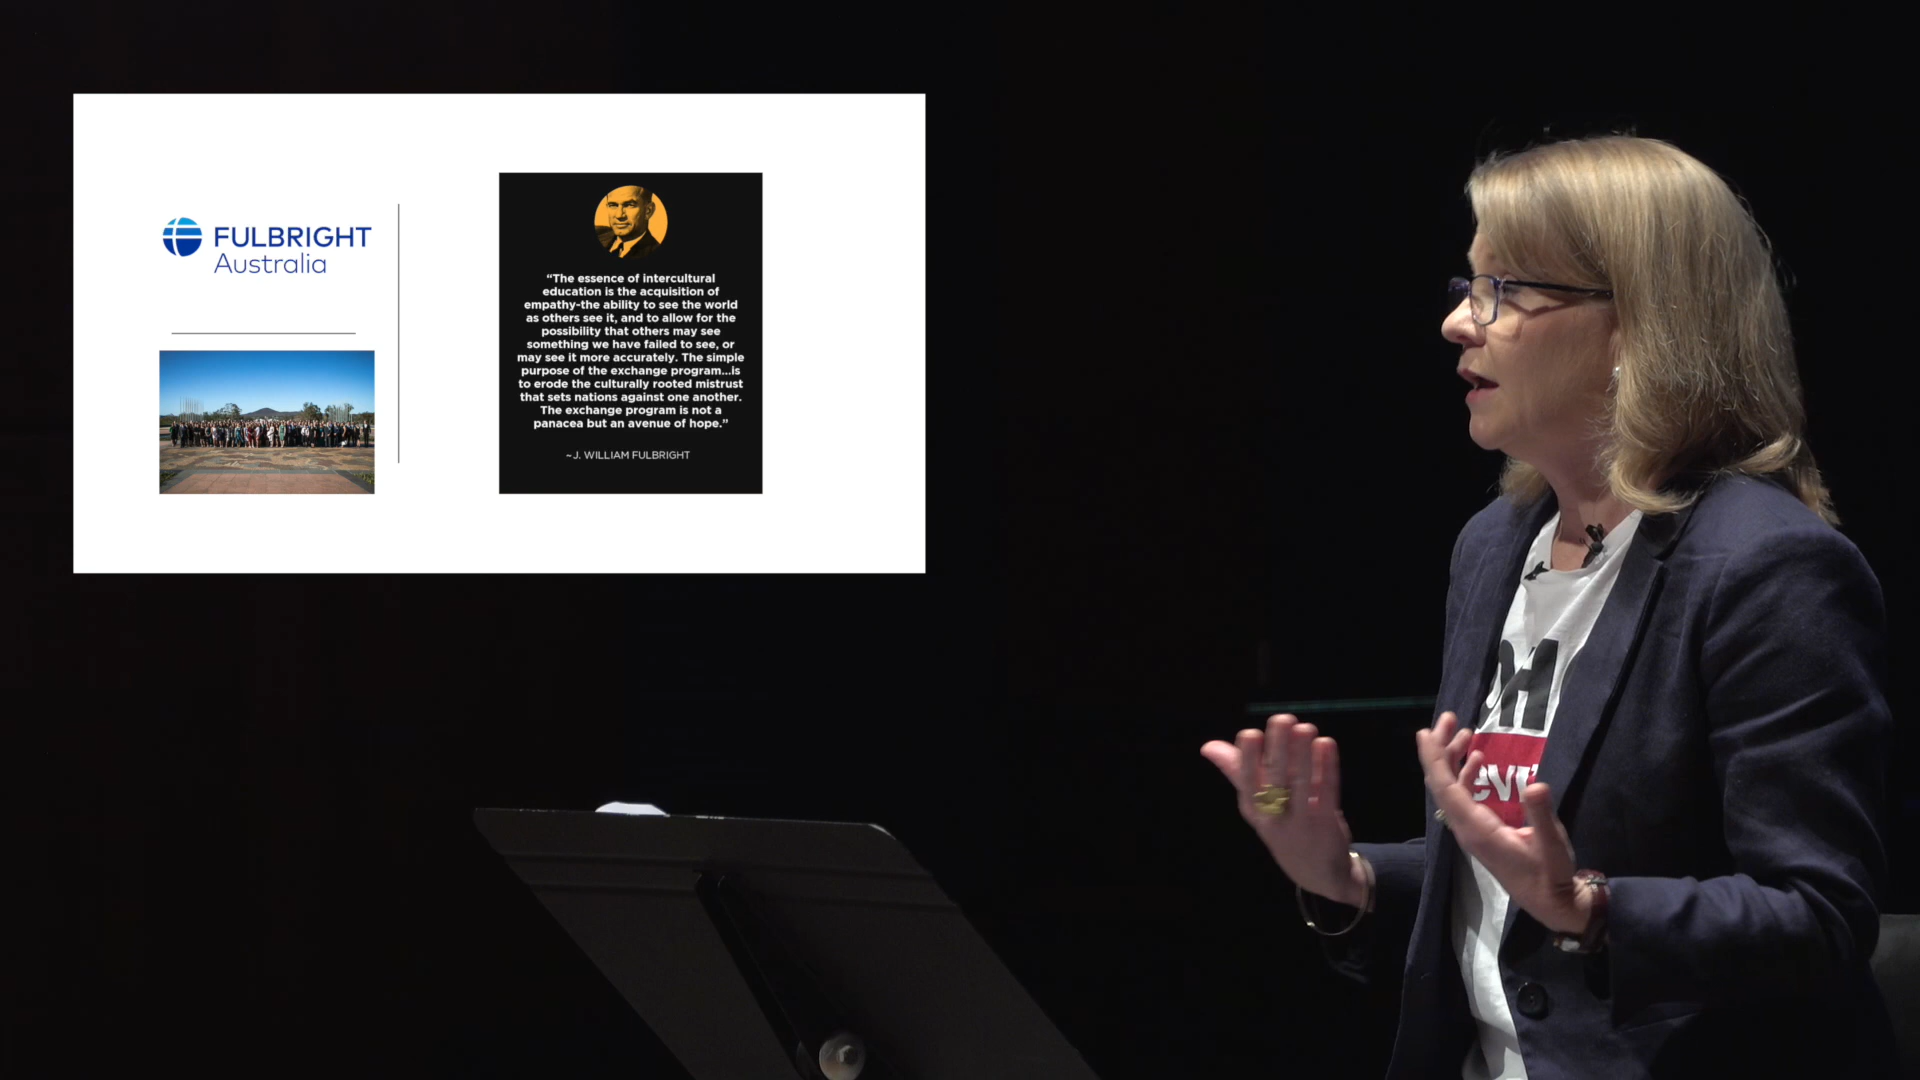 FULBRIGHT
Australia
“The essence of intercultural
education is the acquisition of
empathy-the ability to see the world
as others see it, and to allow for the
possibility that others may see
something we have failed to see, or
may see it more accurately. The simple
purpose of the exchange program...is
to erode the culturally rooted mistrust
that sets nations against one another.
The exchange program is not a
panacea but an avenue of hope.”
~J. WILLIAM FULBRIGHT